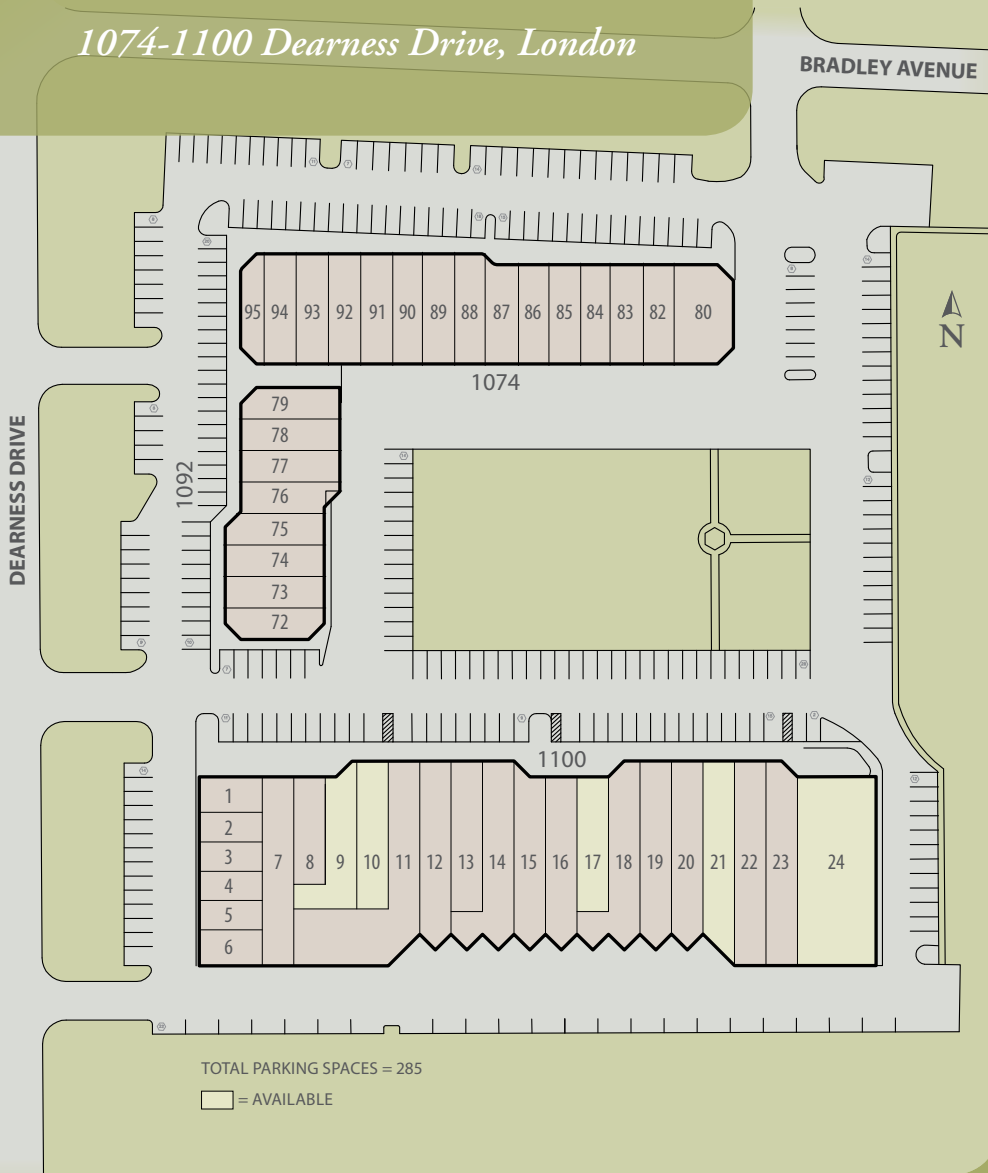 1074-1100 Dearness Drive, London
BRADLEY AVENUE
N
95 94 93 92 91 90 89 88 87 86 85 84 83 82 80
1074
79
78
77
76
75
74
73
72
1092
DEARNESS DRIVE
1100
1
2
3
4
5
6
7 8 9 10 11 12 13 14 15 16 17 18 19 20 21 22 23 24
TOTAL PARKING SPACES = 285
= AVAILABLE